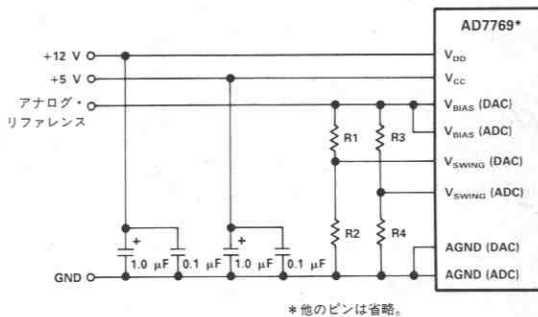 AD7769*
+12 V
V_DD
+5 V
V_CC
アナログ・
リファレンス
V_BIAS (DAC)
V_BIAS (ADC)
R1
R3
V_SWING (DAC)
V_SWING (ADC)
R2
R4
+
1.0 μF
0.1 μF
+
1.0 μF
0.1 μF
AGND (DAC)
GND
AGND (ADC)
*他のピンは省略。